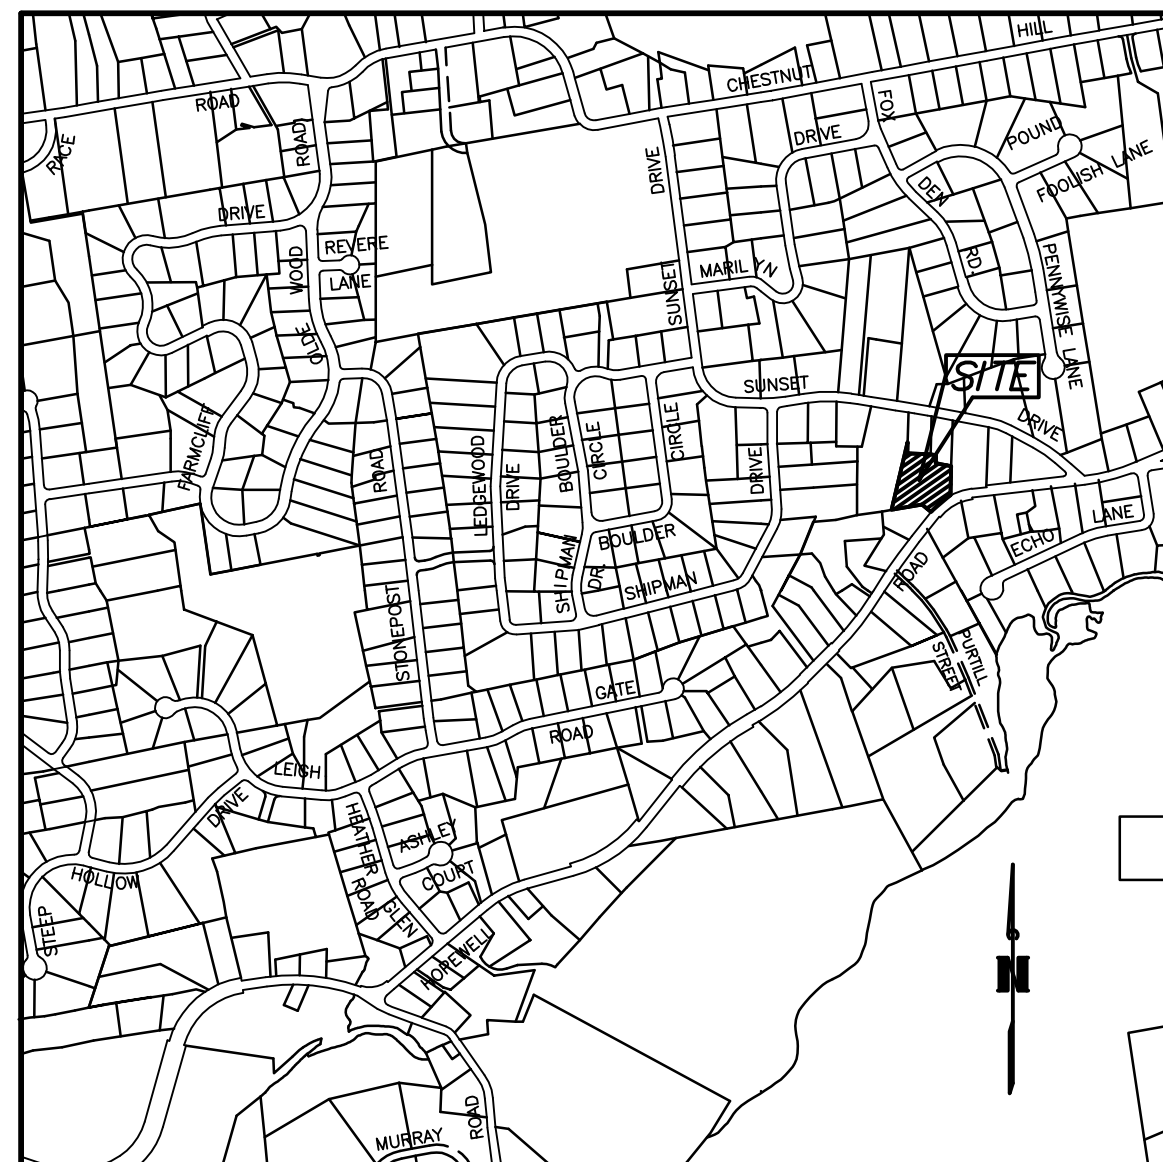 HILL
CHESTNUT
ROAD
FOX
RACE
ROAD
DRIVE
POUND
FOOLISH LANE
DRIVE
DEN
DRIVE
REVERE
LANE
WOOD
MARILYN
RD.
PENNYWISE LANE
SUNSET
OLDE
SITE
SUNSET
DRIVE
FARMCLIFF
ROAD
LEDGEWOOD
DRIVE
BOULDER
CIRCLE
CIRCLE
DRIVE
LANE
ECHO
BOULDER
SHIPMAN
DR.
SHIPMAN
ROAD
STONEPOST
PURTILL
STREET
GATE
ROAD
LEIGH
DRIVE
HEATHER
ROAD
GLEN
ASHLEY
COURT
HOLLOW
STEEP
HOPEWELL
N
ROAD
MURRAY